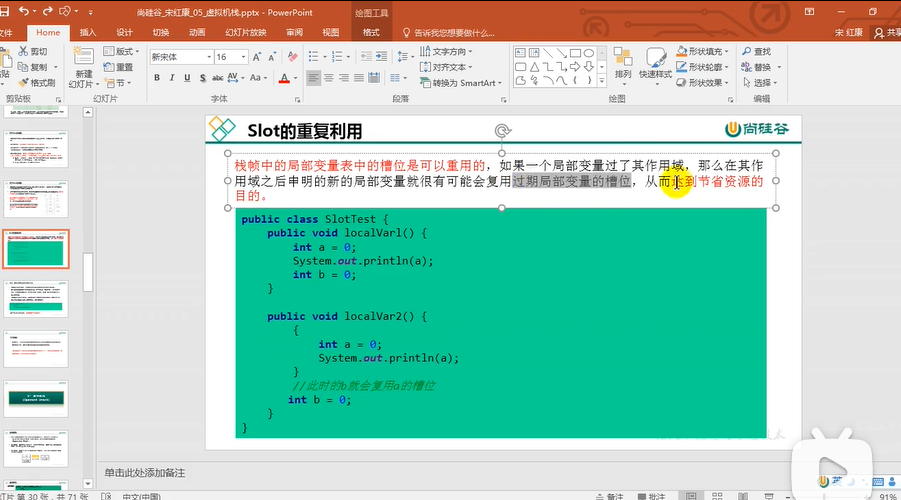 尚硅谷_宋红康_05_虚拟机栈.pptx - PowerPoint
绘图工具
文件 Home 插入 设计 切换 动画 幻灯片放映 审阅 视图 格式 告诉我您想要做什么... 宋 红康 共享
剪切
复制
格式刷
剪贴板
新建
幻灯片
版式
重置
节
幻灯片
新宋体 16
B I U S abc AV Aa A
字体
文字方向
对齐文本
转换为 SmartArt
段落
排列
快速样式
形状填充
形状轮廓
形状效果
绘图
查找
替换
选择
编辑
Slot的重复利用
尚硅谷
栈帧中的局部变量表中的槽位是可以重用的，如果一个局部变量过了其作用域，那么在其作
用域之后申明的新的局部变量就很有可能会复用过期局部变量的槽位，从而达到节省资源的
目的。
public class SlotTest {
public void localVar1() {
int a = 0;
System.out.println(a);
int b = 0;
}
public void localVar2() {
{
int a = 0;
System.out.println(a);
}
//此时的b就会复用a的槽位
int b = 0;
}
}
单击此处添加备注
幻灯片 第 30 张，共 71 张 中文(中国) 备注 批注 91%